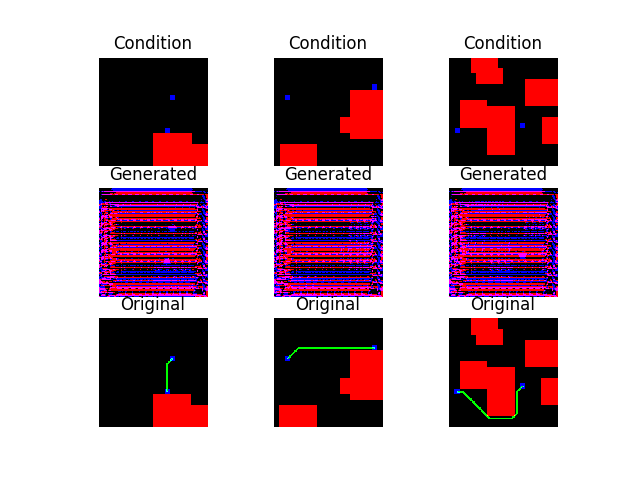 Condition Condition Condition
Generated Generated Generated
Original Original Original